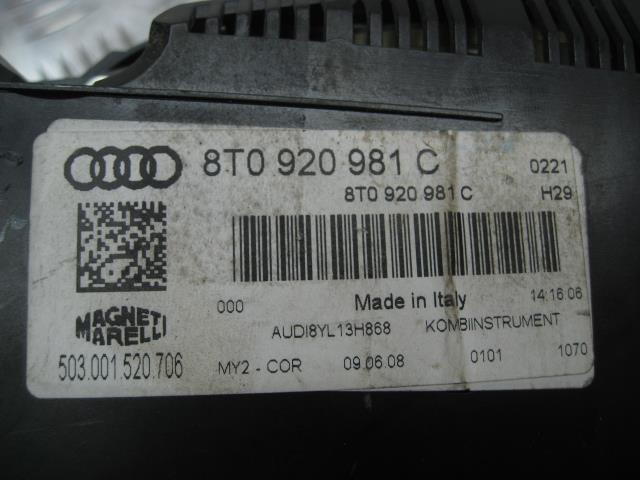 8T0 920 981 C
0221
8T0 920 981 C
H29
000
Made in Italy
14:16:06
MAGNETI MARELLI
AUDI8YL13H868
KOMBIINSTRUMENT
503.001.520.706
MY2 - COR
09.06.08
0101
1070